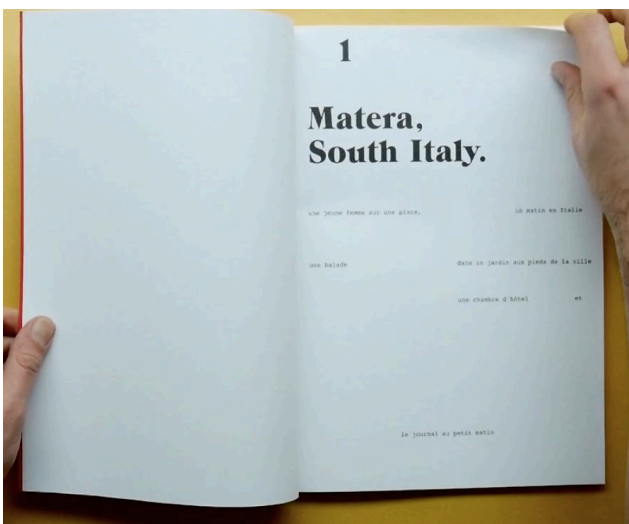 1
Matera,
South Italy.
une jeune femme sur une place, un matin en Italie
une balade dans un jardin aux pieds de la ville
une chambre d'hôtel et
le journal au petit matin